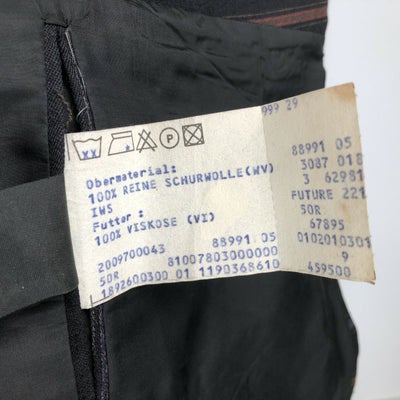 999 29
P
Obermaterial:
100% REINE SCHURWOLLE(WV)
IWS
Futter :
100% VISKOSE (VI)
2009700043 88991 05
50R 81007803000000
1892600300 01 1190368610
88991 05
3087 018
3 62981
FUTURE 221
50R
67895
0102010301
9
459500